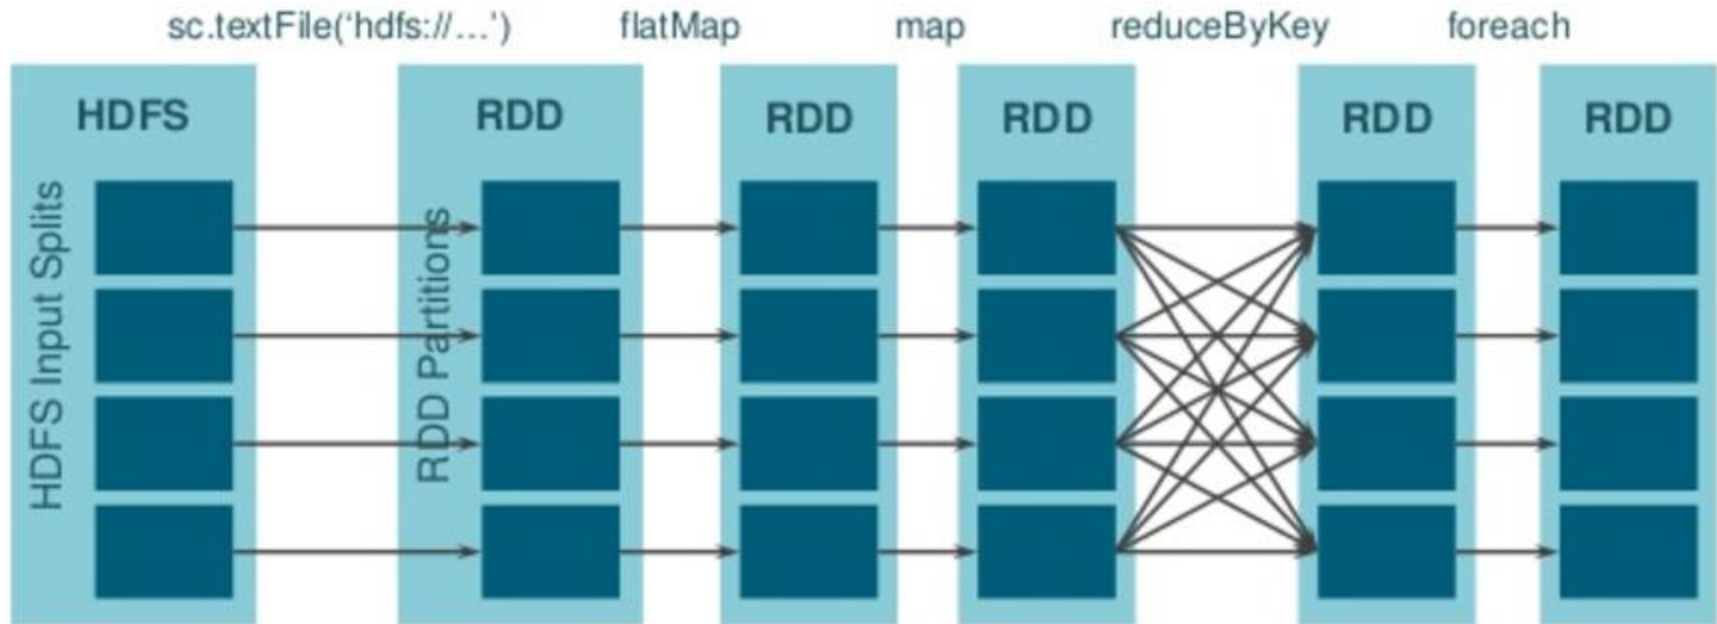 sc.textFile(‘hdfs://…’)
flatMap
map
reduceByKey
foreach
HDFS
RDD
RDD
RDD
RDD
RDD
HDFS Input Splits
RDD Partitions